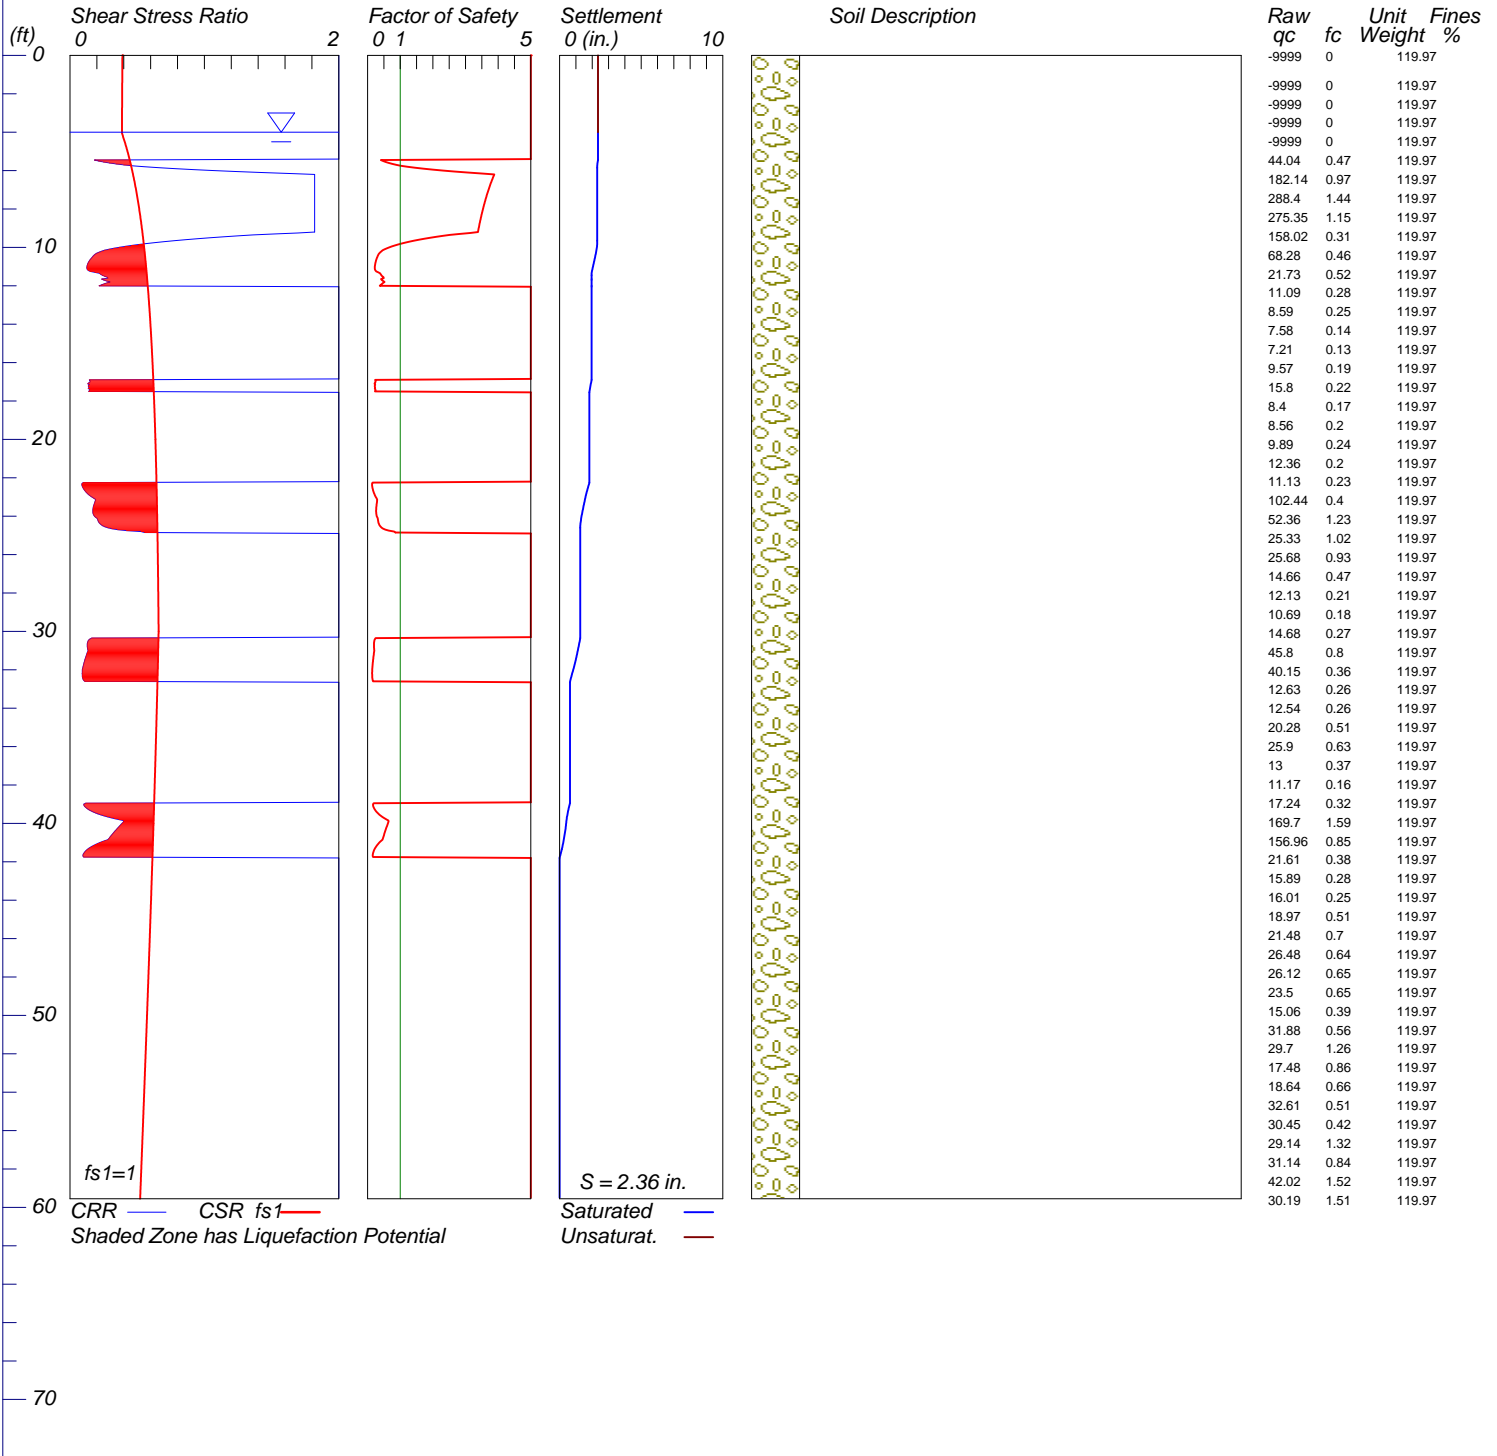 Shear Stress Ratio Factor of Safety Settlement Soil Description Raw Unit Fines
(ft) 0 2 0 1 5 0 (in.) 10 qc fc Weight %
0 -9999 0 119.97
-9999 0 119.97
-9999 0 119.97
-9999 0 119.97
-9999 0 119.97
44.04 0.47 119.97
182.14 0.97 119.97
288.4 1.44 119.97
275.35 1.15 119.97
158.02 0.31 119.97
10
68.28 0.46 119.97
21.73 0.52 119.97
11.09 0.28 119.97
8.59 0.25 119.97
7.58 0.14 119.97
7.21 0.13 119.97
9.57 0.19 119.97
15.8 0.22 119.97
8.4 0.17 119.97
8.56 0.2 119.97
20 9.89 0.24 119.97
12.36 0.2 119.97
11.13 0.23 119.97
102.44 0.4 119.97
52.36 1.23 119.97
25.33 1.02 119.97
25.68 0.93 119.97
14.66 0.47 119.97
12.13 0.21 119.97
10.69 0.18 119.97
30 14.68 0.27 119.97
45.8 0.8 119.97
40.15 0.36 119.97
12.63 0.26 119.97
12.54 0.26 119.97
20.28 0.51 119.97
25.9 0.63 119.97
13 0.37 119.97
11.17 0.16 119.97
17.24 0.32 119.97
40 169.7 1.59 119.97
156.96 0.85 119.97
21.61 0.38 119.97
15.89 0.28 119.97
16.01 0.25 119.97
18.97 0.51 119.97
21.48 0.7 119.97
26.48 0.64 119.97
26.12 0.65 119.97
23.5 0.65 119.97
50 15.06 0.39 119.97
31.88 0.56 119.97
29.7 1.26 119.97
17.48 0.86 119.97
18.64 0.66 119.97
32.61 0.51 119.97
30.45 0.42 119.97
29.14 1.32 119.97
31.14 0.84 119.97
fs1=1 S = 2.36 in. 42.02 1.52 119.97
60 30.19 1.51 119.97
CRR CSR fs1 Saturated
Shaded Zone has Liquefaction Potential Unsaturat.
70